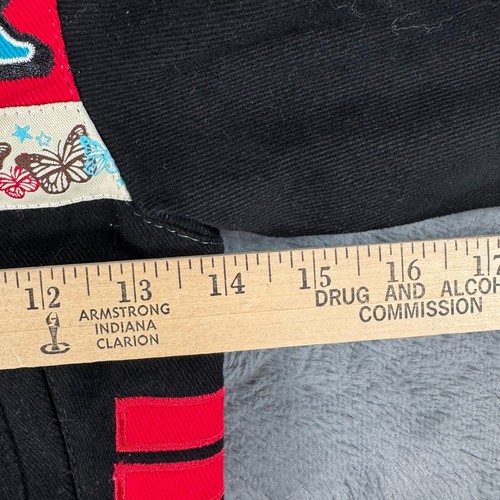 12 13 14 15 16 17
ARMSTRONG
INDIANA
CLARION
DRUG AND ALCOH
COMMISSION